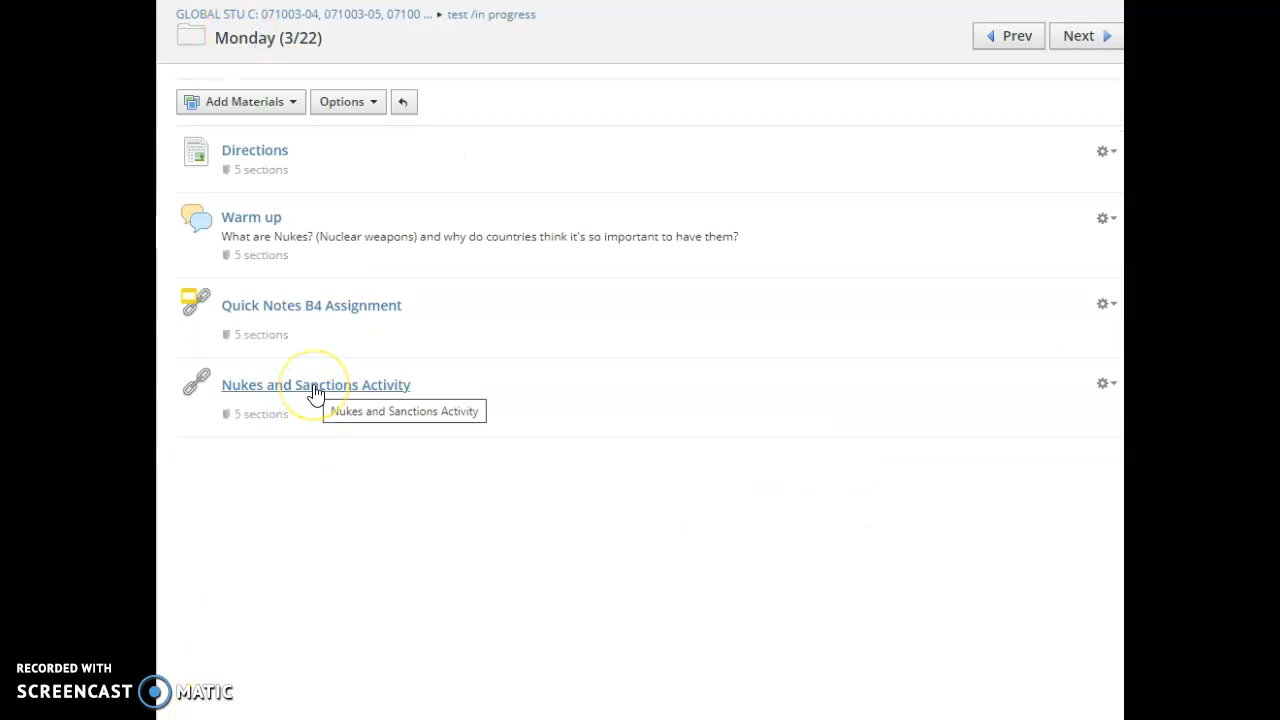 GLOBAL STU C: 071003-04, 071003-05, 07100 ... ▸ test /in progress
Monday (3/22)
Prev
Next
Add Materials
Options
Directions
5 sections
Warm up
What are Nukes? (Nuclear weapons) and why do countries think it's so important to have them?
5 sections
Quick Notes B4 Assignment
5 sections
Nukes and Sanctions Activity
5 sections
Nukes and Sanctions Activity
RECORDED WITH
SCREENCAST MATIC